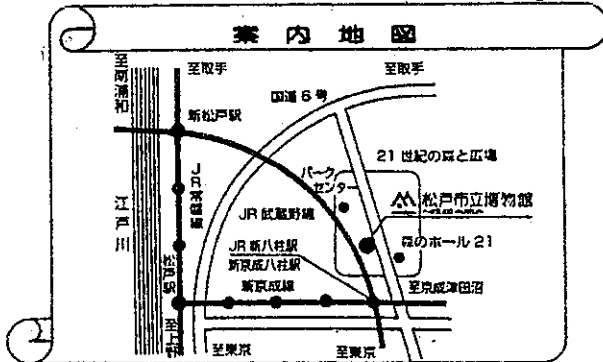 案内地図
至南浦和
至取手
国道6号
至取手
新松戸駅
21世紀の森と広場
パーク
センター
JR常磐線
江戸川
JR武蔵野線
松戸市立博物館
森のホール21
JR新八柱駅
新京成八柱駅
松戸駅
新京成線
至京成津田沼
至上野
至東京
至東京